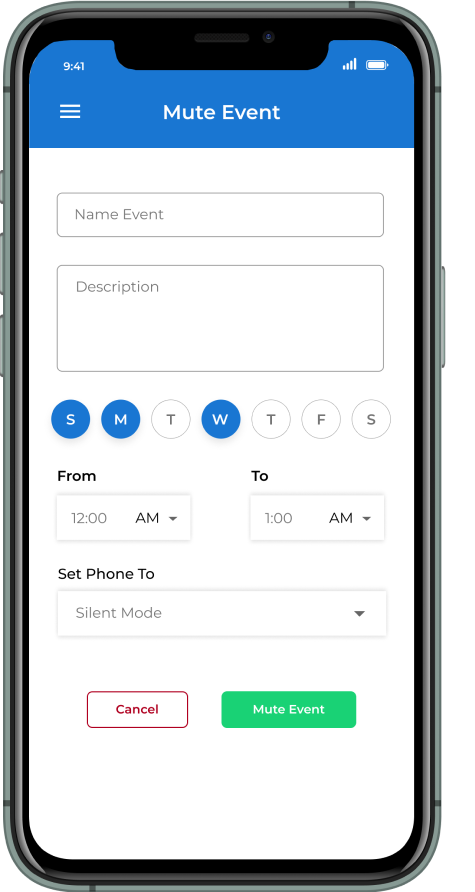 9:41
Mute Event
Name Event
Description
S M T W T F S
From To
12:00 AM 1:00 AM
Set Phone To
Silent Mode
Cancel Mute Event